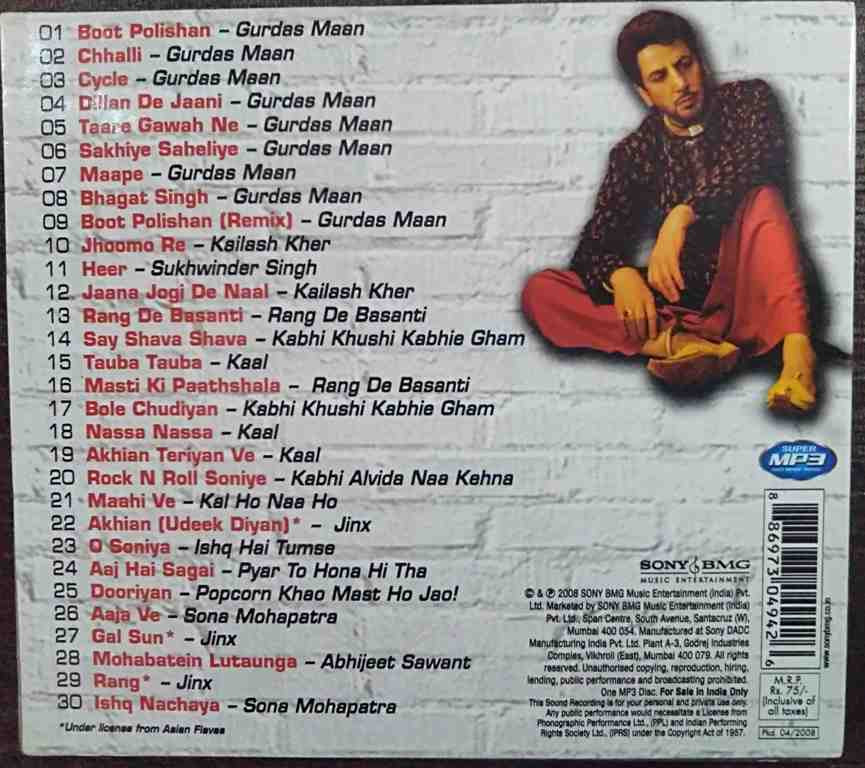 01 Boot Polishan – Gurdas Maan
02 Chhalli – Gurdas Maan
03 Cycle – Gurdas Maan
04 Dillan De Jaani – Gurdas Maan
05 Taare Gawah Ne – Gurdas Maan
06 Sakhiye Saheliye – Gurdas Maan
07 Maape – Gurdas Maan
08 Bhagat Singh – Gurdas Maan
09 Boot Polishan (Remix) – Gurdas Maan
10 Jhoomo Re – Kailash Kher
11 Heer – Sukhwinder Singh
12 Jaana Jogi De Naal – Kailash Kher
13 Rang De Basanti – Rang De Basanti
14 Say Shava Shava – Kabhi Khushi Kabhie Gham
15 Tauba Tauba – Kaal
16 Masti Ki Paathshala – Rang De Basanti
17 Bole Chudiyan – Kabhi Khushi Kabhie Gham
18 Nassa Nassa – Kaal
19 Akhian Teriyan Ve – Kaal
20 Rock N Roll Soniye – Kabhi Alvida Naa Kehna
21 Maahi Ve – Kal Ho Naa Ho
22 Akhian (Udeek Diyan)* – Jinx
23 O Soniya – Ishq Hai Tumse
24 Aaj Hai Sagai – Pyar To Hona Hi Tha
25 Dooriyan – Popcorn Khao Mast Ho Jao!
26 Aaja Ve – Sona Mohapatra
27 Gal Sun* – Jinx
28 Mohabatein Lutaunga – Abhijeet Sawant
29 Rang* – Jinx
30 Ishq Nachaya – Sona Mohapatra
*Under license from Asian Flavas
SUPER
MP3
8 86973 04942 6
www.sonybmg.co.in
SONY BMG
MUSIC ENTERTAINMENT
© & ℗ 2008 SONY BMG Music Entertainment (India) Pvt.
Ltd. Marketed by SONY BMG Music Entertainment (India)
Pvt. Ltd., Span Centre, South Avenue, Santacruz (W),
Mumbai 400 054. Manufactured at Sony DADC
Manufacturing India Pvt. Ltd. Plant A-3, Godrej Industries
Complex, Vikhroli (East), Mumbai 400 079. All rights
reserved. Unauthorised copying, reproduction, hiring,
lending, public performance and broadcasting prohibited.
One MP3 Disc. For Sale in India Only
This Sound Recording is for your personal and private use only.
Any public performance would necessitate a License from
Phonographic Performance Ltd., (PPL) and Indian Performing
Rights Society Ltd., (IPRS) under the Copyright Act of 1957.
M.R.P.
Rs. 75/-
(Inclusive of
all taxes)
Pkd. 04/2008